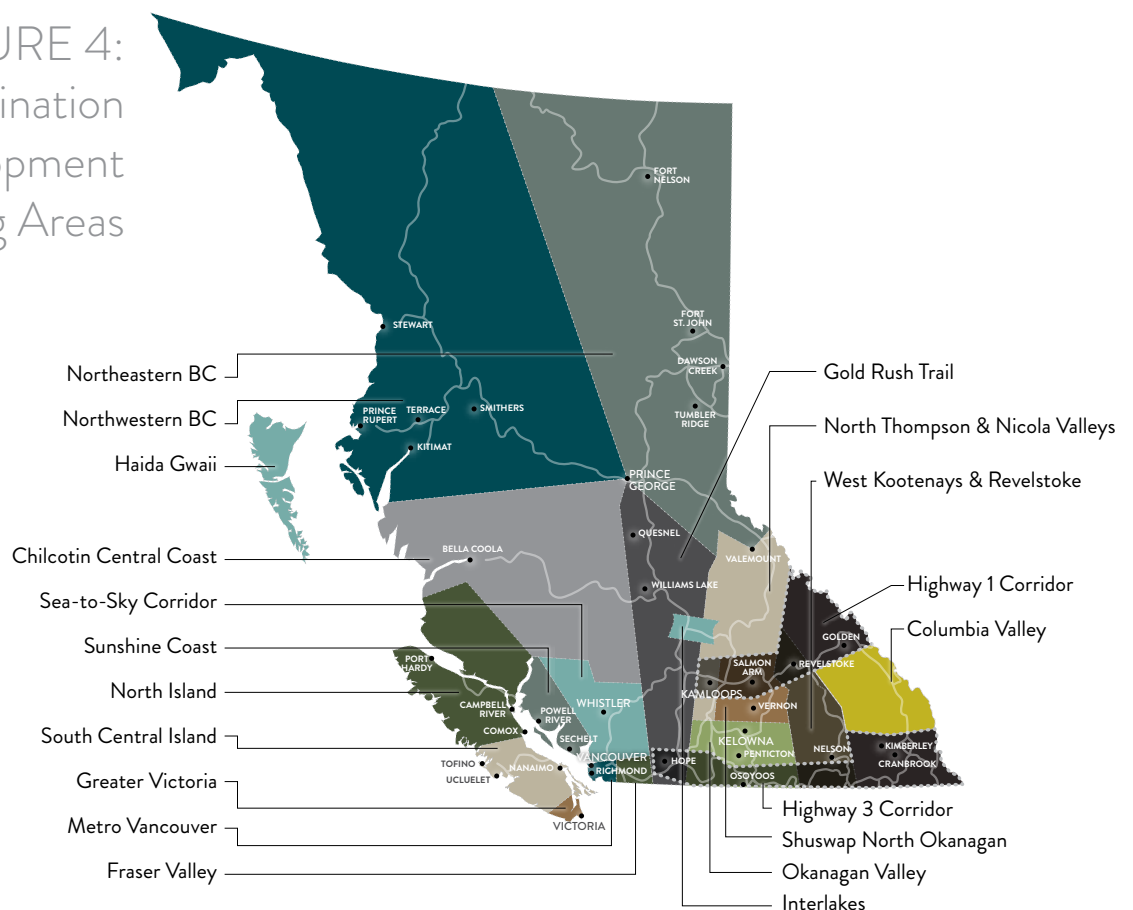 URE 4:
ination
opment
g Areas
FORT
NELSON
FORT
ST. JOHN
DAWSON
CREEK
TUMBLER
RIDGE
STEWART
PRINCE
RUPERT
TERRACE
SMITHERS
KITIMAT
PRINCE
GEORGE
QUESNEL
WILLIAMS LAKE
BELLA COOLA
VALEMOUNT
GOLDEN
REVELSTOKE
SALMON
ARM
KAMLOOPS
VERNON
KELOWNA
PENTICTON
NELSON
KIMBERLEY
CRANBROOK
OSOYOOS
HOPE
PORT
HARDY
CAMPBELL
RIVER
COMOX
POWELL
RIVER
WHISTLER
SECHELT
VANCOUVER
RICHMOND
TOFINO
UCLUELET
NANAIMO
VICTORIA
Northeastern BC
Northwestern BC
Haida Gwaii
Chilcotin Central Coast
Sea-to-Sky Corridor
Sunshine Coast
North Island
South Central Island
Greater Victoria
Metro Vancouver
Fraser Valley
Gold Rush Trail
North Thompson & Nicola Valleys
West Kootenays & Revelstoke
Highway 1 Corridor
Columbia Valley
Highway 3 Corridor
Shuswap North Okanagan
Okanagan Valley
Interlakes